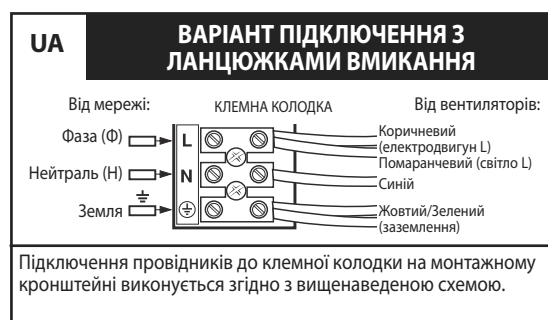 UA
ВАРІАНТ ПІДКЛЮЧЕННЯ З
ЛАНЦЮЖКАМИ ВМИКАННЯ
Від мережі:
КЛЕМНА КОЛОДКА
Від вентиляторів:
Фаза (Ф)
L
Коричневий
(електродвигун L)
Помаранчевий (світло L)
Нейтраль (Н)
N
Синій
Земля
Жовтий/Зелений
(заземлення)
Підключення провідників до клемної колодки на монтажному
кронштейні виконується згідно з вищенаведеною схемою.